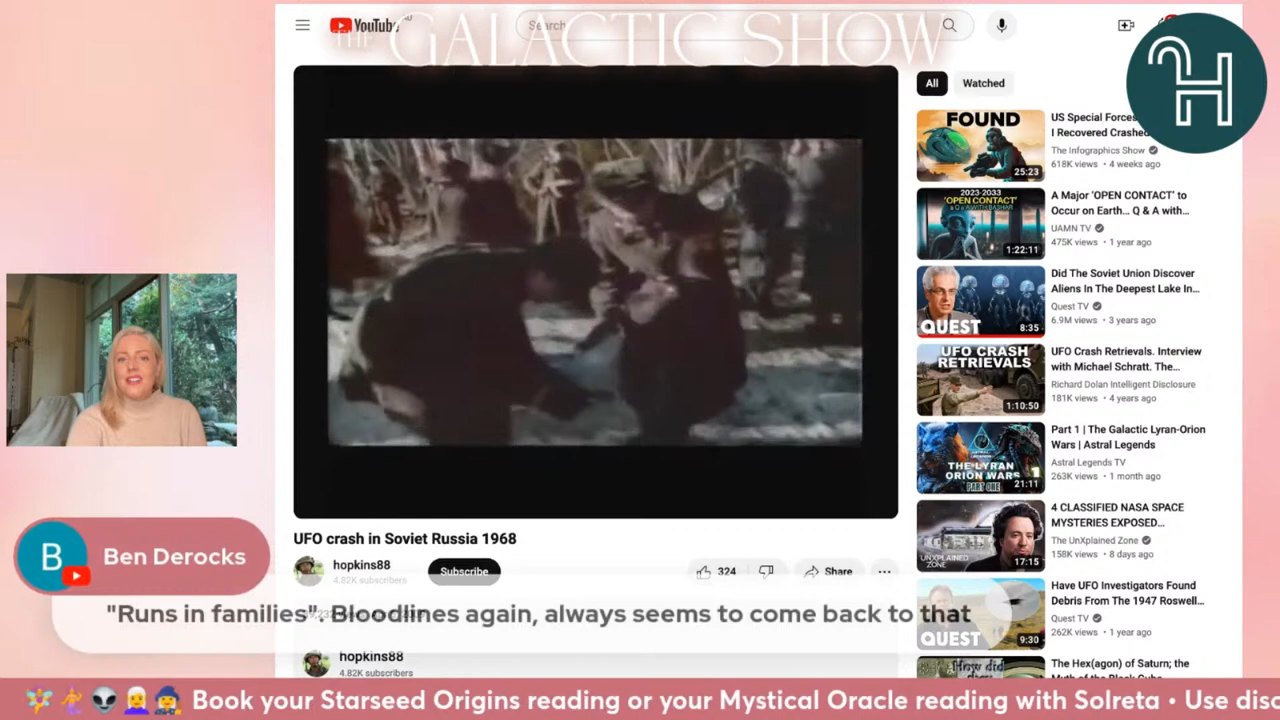 THE GALACTIC SHOW
YouTube
Search
H
All
Watched
FOUND
25:23
US Special Forces
I Recovered Crashed
The Infographics Show
618K views • 4 weeks ago
2023-2033
'OPEN CONTACT'
& Q & A WITH BASHAR
1:22:11
A Major 'OPEN CONTACT' to
Occur on Earth... Q & A with...
UAMN TV
475K views • 1 year ago
QUEST
8:35
Did The Soviet Union Discover
Aliens In The Deepest Lake In...
Quest TV
6.9M views • 3 years ago
UFO CRASH
RETRIEVALS
1:10:50
UFO Crash Retrievals. Interview
with Michael Schratt. The...
Richard Dolan Intelligent Disclosure
181K views • 4 years ago
THE LYRAN
ORION WARS
PART ONE
21:11
Part 1 | The Galactic Lyran-Orion
Wars | Astral Legends
Astral Legends TV
263K views • 1 month ago
UNXPLAINED
ZONE
17:15
4 CLASSIFIED NASA SPACE
MYSTERIES EXPOSED...
The UnXplained Zone
158K views • 8 days ago
QUEST
9:30
Have UFO Investigators Found
Debris From The 1947 Roswell...
Quest TV
262K views • 1 year ago
How did
The Hex(agon) of Saturn; the
Myth of the Black Cube
UFO crash in Soviet Russia 1968
hopkins88
4.82K subscribers
Subscribe
324
Share
B
Ben Derocks
"Runs in families". Bloodlines again, always seems to come back to that
hopkins88
4.82K subscribers
Book your Starseed Origins reading or your Mystical Oracle reading with Solreta • Use disc